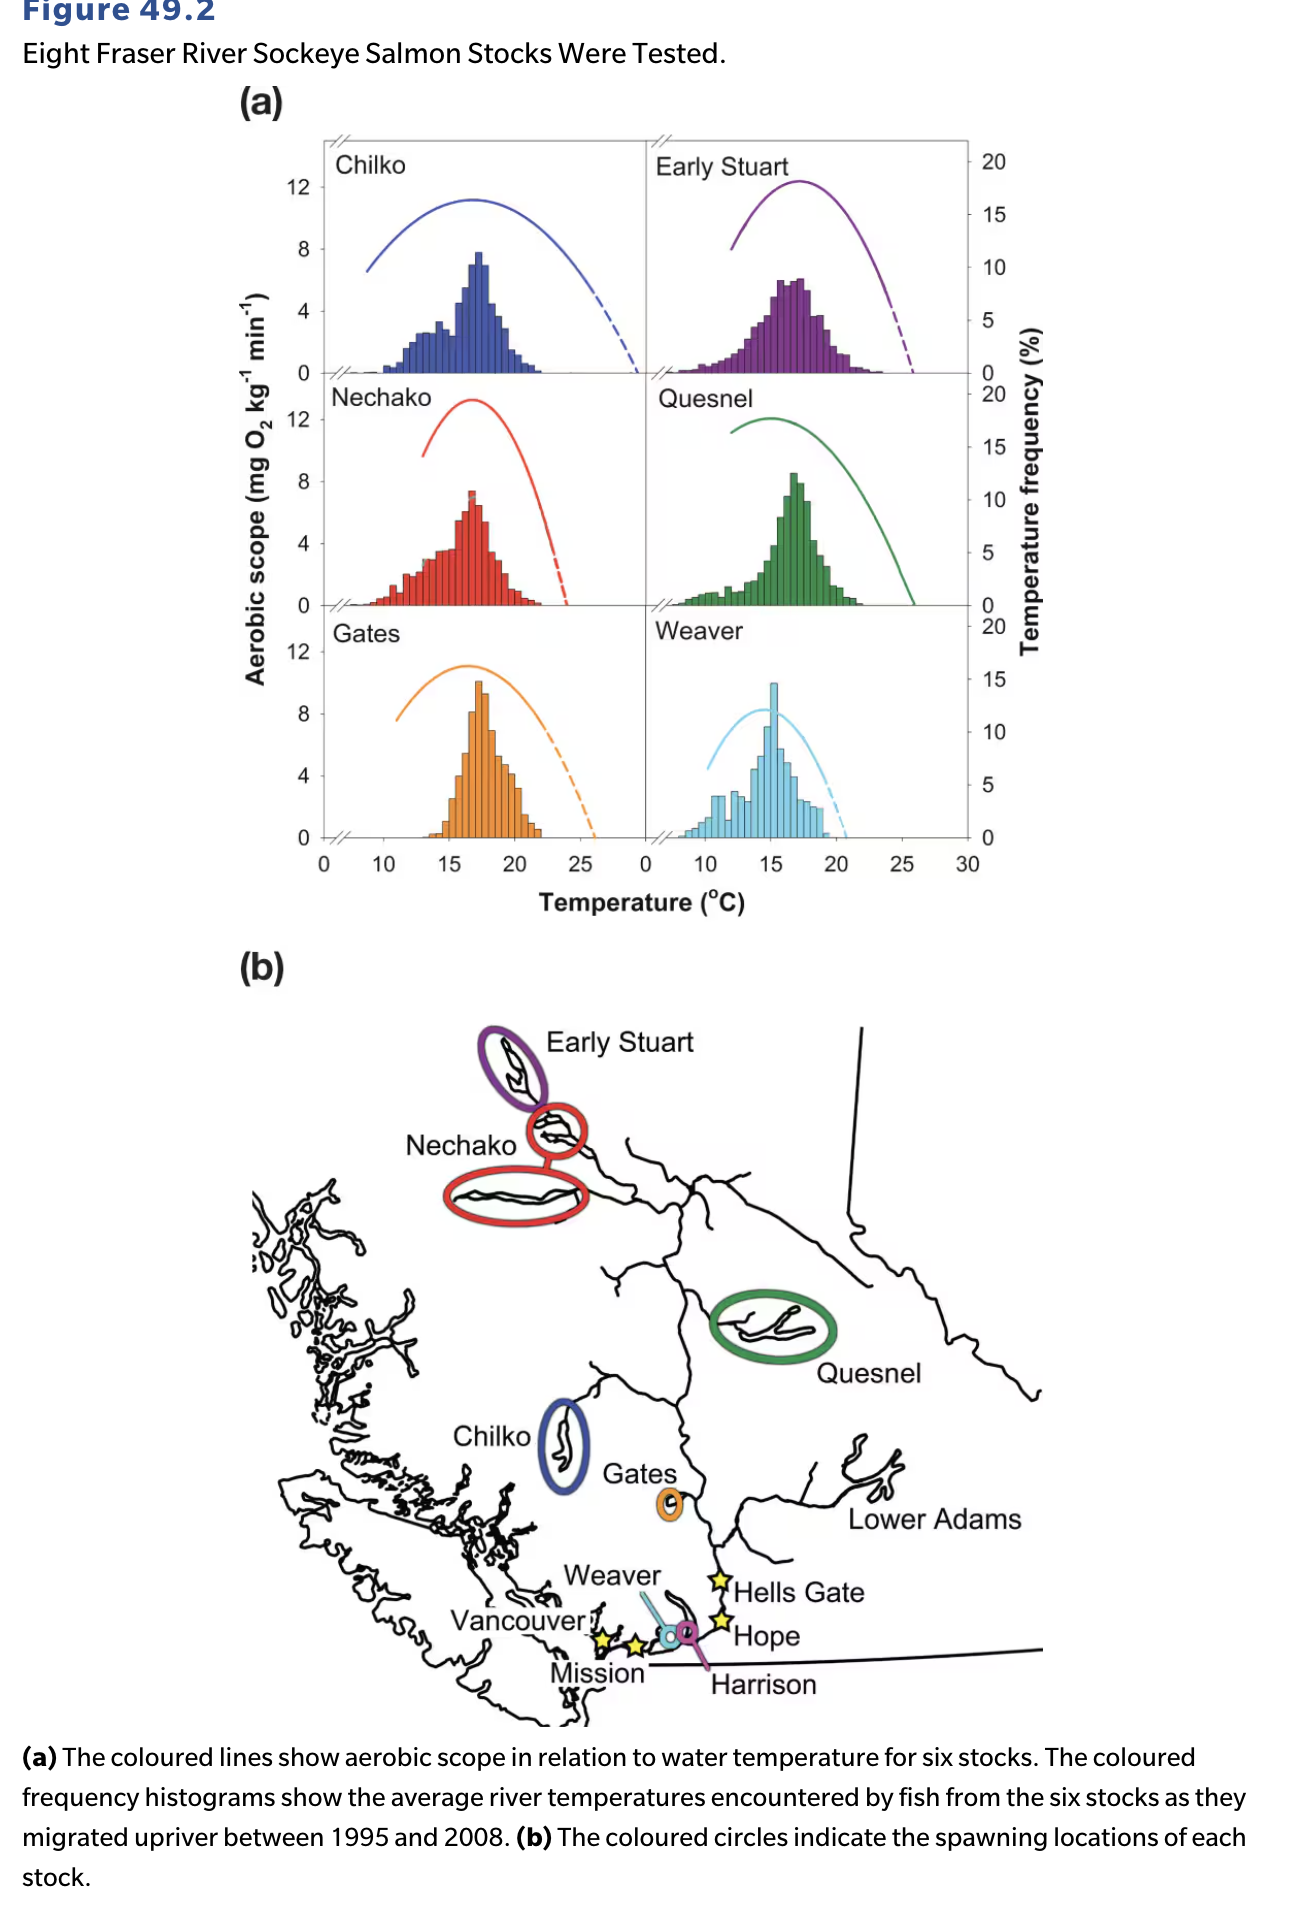 Figure 49.2
Eight Fraser River Sockeye Salmon Stocks Were Tested.
(a)
Chilko
Early Stuart
12
8
4
0
20
15
10
5
0
Nechako
Quesnel
12
8
4
0
20
15
10
5
0
Gates
Weaver
12
8
4
0
20
15
10
5
0
Aerobic scope (mg O2 kg-1 min-1)
Temperature frequency (%)
0 10 15 20 25 0 10 15 20 25 30
Temperature (oC)
(b)
Early Stuart
Nechako
Quesnel
Chilko
Gates
Lower Adams
Weaver
Hells Gate
Vancouver
Hope
Mission
Harrison
(a) The coloured lines show aerobic scope in relation to water temperature for six stocks. The coloured
frequency histograms show the average river temperatures encountered by fish from the six stocks as they
migrated upriver between 1995 and 2008. (b) The coloured circles indicate the spawning locations of each
stock.